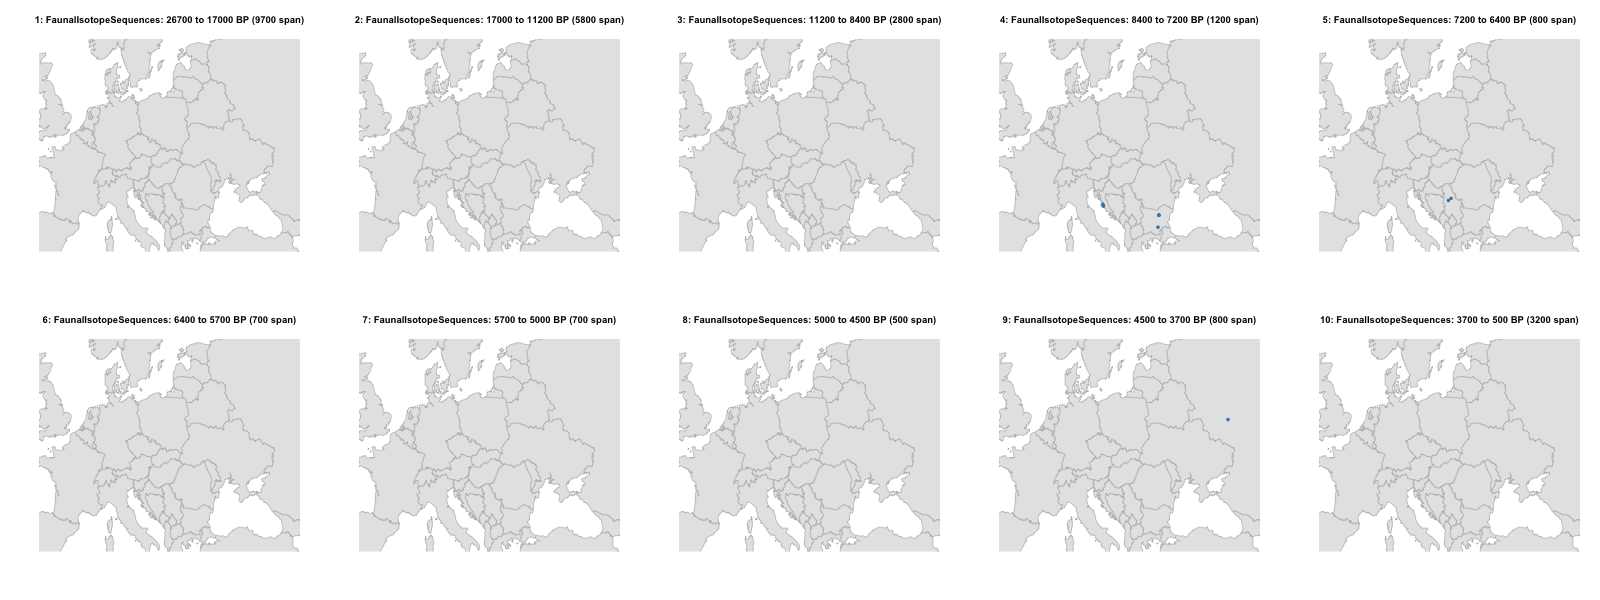 1: FaunalIsotopeSequences: 26700 to 17000 BP (9700 span)
2: FaunalIsotopeSequences: 17000 to 11200 BP (5800 span)
3: FaunalIsotopeSequences: 11200 to 8400 BP (2800 span)
4: FaunalIsotopeSequences: 8400 to 7200 BP (1200 span)
5: FaunalIsotopeSequences: 7200 to 6400 BP (800 span)
6: FaunalIsotopeSequences: 6400 to 5700 BP (700 span)
7: FaunalIsotopeSequences: 5700 to 5000 BP (700 span)
8: FaunalIsotopeSequences: 5000 to 4500 BP (500 span)
9: FaunalIsotopeSequences: 4500 to 3700 BP (800 span)
10: FaunalIsotopeSequences: 3700 to 500 BP (3200 span)